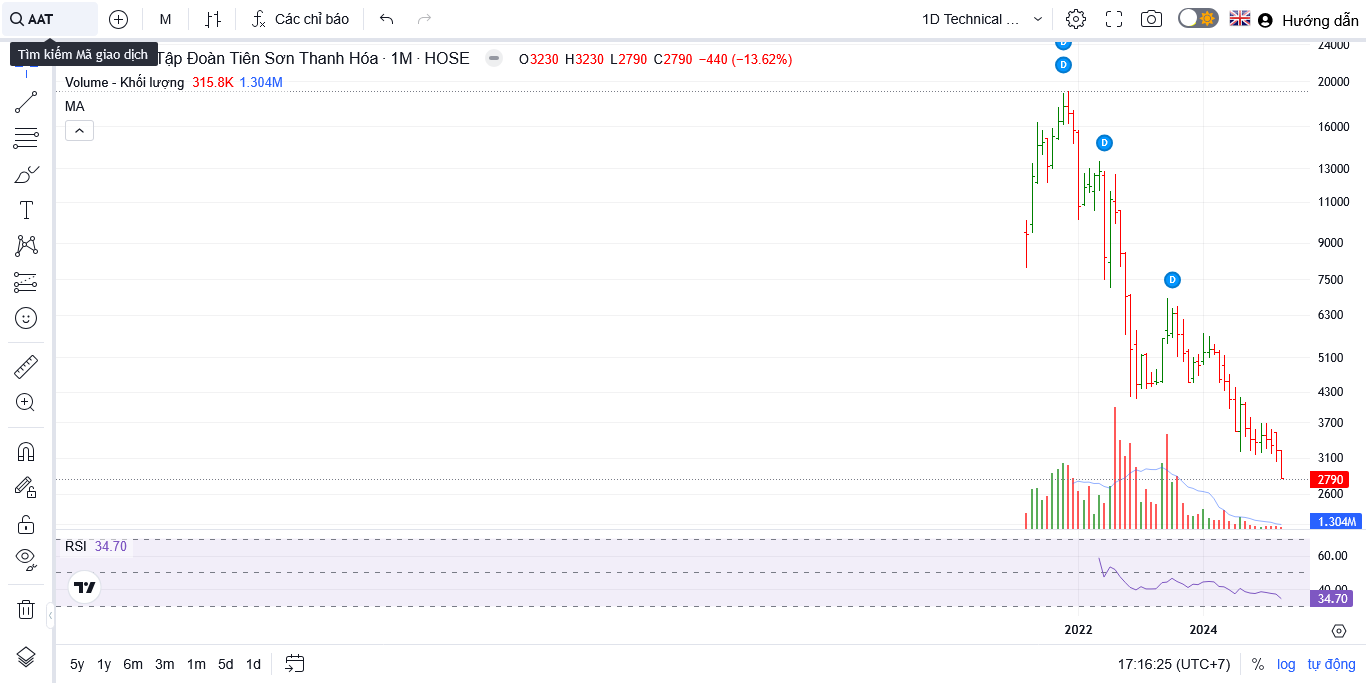 AAT
M
Các chỉ báo
1D Technical ...
Hướng dẫn
Tìm kiếm Mã giao dịch
Tập Đoàn Tiên Sơn Thanh Hóa · 1M · HOSE
O3230 H3230 L2790 C2790 −440 (−13.62%)
Volume - Khối lượng 315.8K 1.304M
MA
D
D
D
D
24000
20000
16000
13000
11000
9000
7500
6300
5100
4300
3700
3100
2790
2600
1.304M
RSI 34.70
60.00
40.00
34.70
2022
2024
5y 1y 6m 3m 1m 5d 1d
17:16:25 (UTC+7)
% log tự động